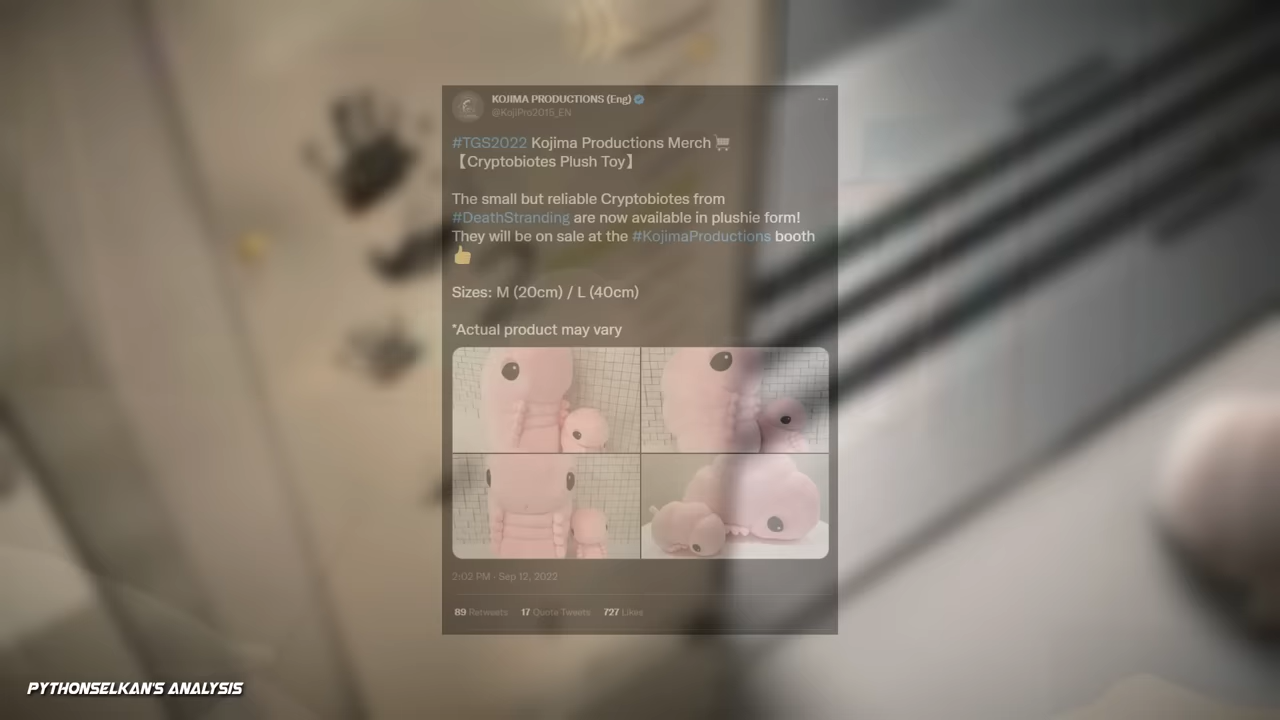 KOJIMA PRODUCTIONS (Eng)
@KojiPro2015_EN
#TGS2022 Kojima Productions Merch🛒
【Cryptobiotes Plush Toy】
The small but reliable Cryptobiotes from
#DeathStranding are now available in plushie form!
They will be on sale at the #KojimaProductions booth
👍
Sizes: M (20cm) / L (40cm)
*Actual product may vary
2:02 PM · Sep 12, 2022
89 Retweets 17 Quote Tweets 727 Likes
PYTHONSELKAN'S ANALYSIS